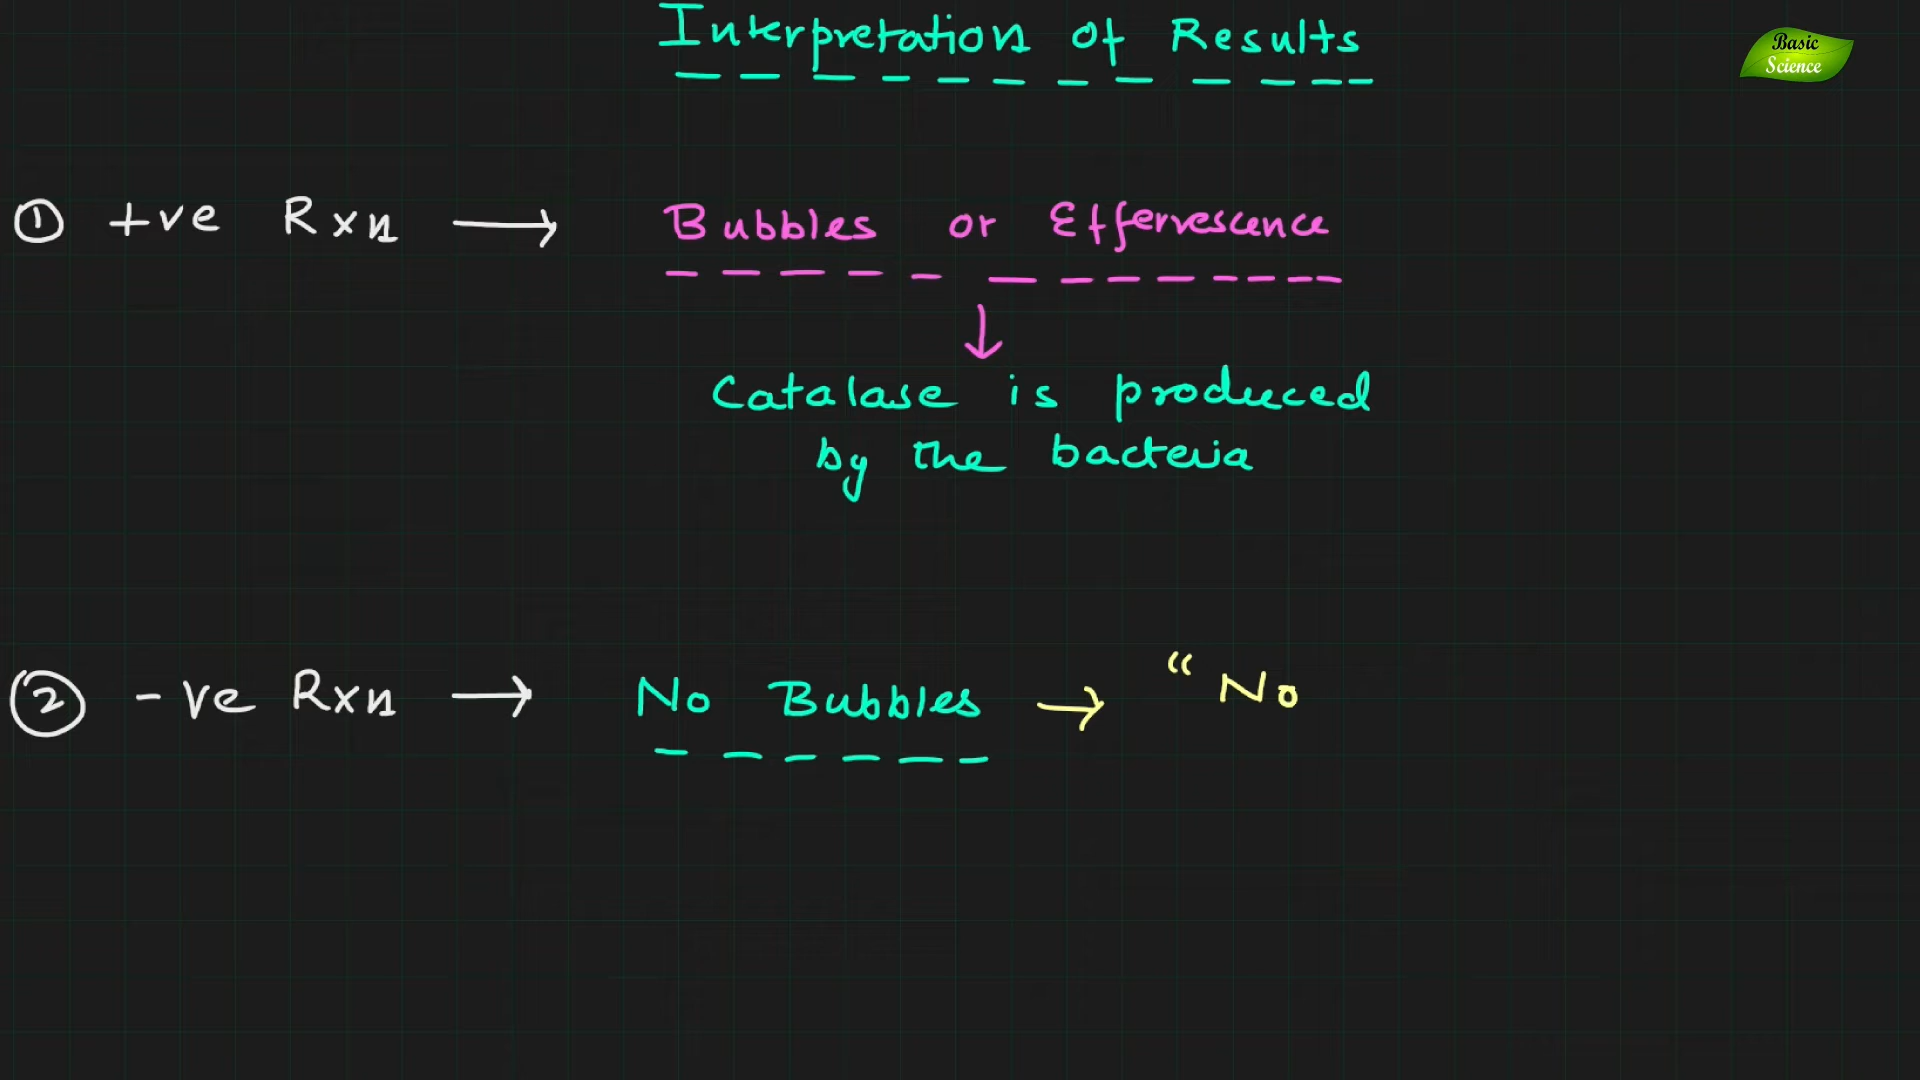 Interpretation of Results
Basic
Science
① +ve Rxn → Bubbles or Effervescence
↓
Catalase is produced
by the bacteria
② -ve Rxn → No Bubbles → “ No